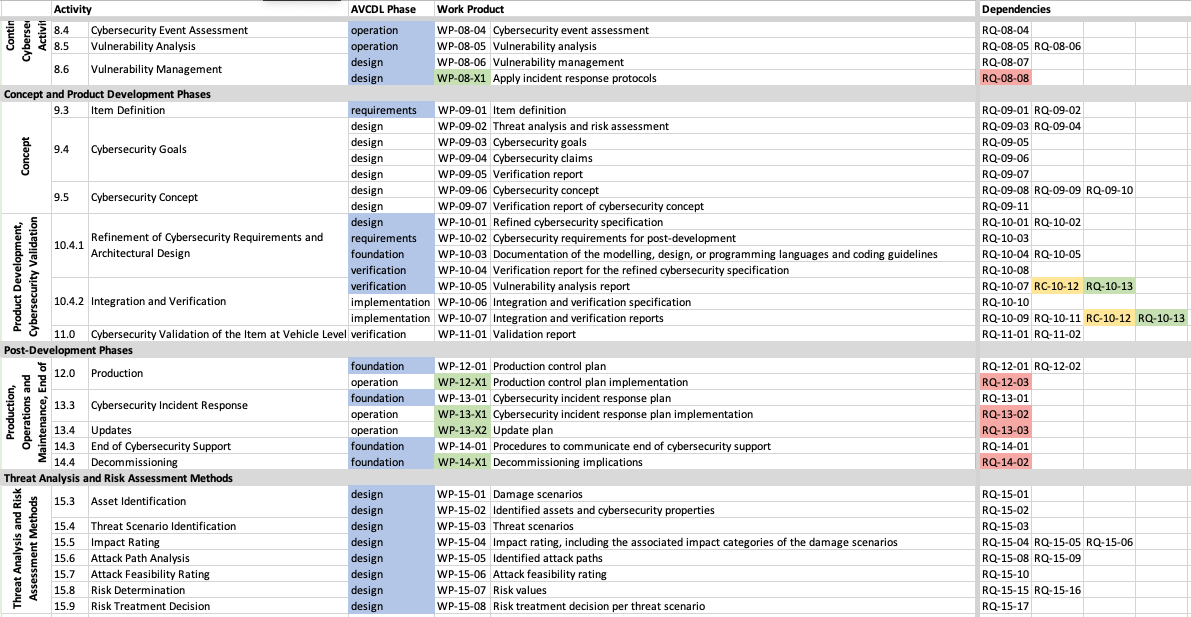 Activity AVCDL Phase Work Product Dependencies
Contin Cybersec Activit
8.4 Cybersecurity Event Assessment operation WP-08-04 Cybersecurity event assessment RQ-08-04
8.5 Vulnerability Analysis operation WP-08-05 Vulnerability analysis RQ-08-05 RQ-08-06
8.6 Vulnerability Management design WP-08-06 Vulnerability management RQ-08-07
design WP-08-X1 Apply incident response protocols RQ-08-08
Concept and Product Development Phases
Concept
9.3 Item Definition requirements WP-09-01 Item definition RQ-09-01 RQ-09-02
9.4 Cybersecurity Goals design WP-09-02 Threat analysis and risk assessment RQ-09-03 RQ-09-04
design WP-09-03 Cybersecurity goals RQ-09-05
design WP-09-04 Cybersecurity claims RQ-09-06
design WP-09-05 Verification report RQ-09-07
9.5 Cybersecurity Concept design WP-09-06 Cybersecurity concept RQ-09-08 RQ-09-09 RQ-09-10
design WP-09-07 Verification report of cybersecurity concept RQ-09-11
Product Development,
Cybersecurity Validation
10.4.1 Refinement of Cybersecurity Requirements and
Architectural Design
design WP-10-01 Refined cybersecurity specification RQ-10-01 RQ-10-02
requirements WP-10-02 Cybersecurity requirements for post-development RQ-10-03
foundation WP-10-03 Documentation of the modelling, design, or programming languages and coding guidelines RQ-10-04 RQ-10-05
verification WP-10-04 Verification report for the refined cybersecurity specification RQ-10-08
10.4.2 Integration and Verification verification WP-10-05 Vulnerability analysis report RQ-10-07 RC-10-12 RQ-10-13
implementation WP-10-06 Integration and verification specification RQ-10-10
implementation WP-10-07 Integration and verification reports RQ-10-09 RQ-10-11 RC-10-12 RQ-10-13
11.0 Cybersecurity Validation of the Item at Vehicle Level verification WP-11-01 Validation report RQ-11-01 RQ-11-02
Post-Development Phases
Production,
Operations and
Maintenance, End of
12.0 Production foundation WP-12-01 Production control plan RQ-12-01 RQ-12-02
operation WP-12-X1 Production control plan implementation RQ-12-03
13.3 Cybersecurity Incident Response foundation WP-13-01 Cybersecurity incident response plan RQ-13-01
operation WP-13-X1 Cybersecurity incident response plan implementation RQ-13-02
13.4 Updates operation WP-13-X2 Update plan RQ-13-03
14.3 End of Cybersecurity Support foundation WP-14-01 Procedures to communicate end of cybersecurity support RQ-14-01
14.4 Decommissioning foundation WP-14-X1 Decommissioning implications RQ-14-02
Threat Analysis and Risk Assessment Methods
Threat Analysis and Risk
Assessment Methods
15.3 Asset Identification design WP-15-01 Damage scenarios RQ-15-01
design WP-15-02 Identified assets and cybersecurity properties RQ-15-02
15.4 Threat Scenario Identification design WP-15-03 Threat scenarios RQ-15-03
15.5 Impact Rating design WP-15-04 Impact rating, including the associated impact categories of the damage scenarios RQ-15-04 RQ-15-05 RQ-15-06
15.6 Attack Path Analysis design WP-15-05 Identified attack paths RQ-15-08 RQ-15-09
15.7 Attack Feasibility Rating design WP-15-06 Attack feasibility rating RQ-15-10
15.8 Risk Determination design WP-15-07 Risk values RQ-15-15 RQ-15-16
15.9 Risk Treatment Decision design WP-15-08 Risk treatment decision per threat scenario RQ-15-17